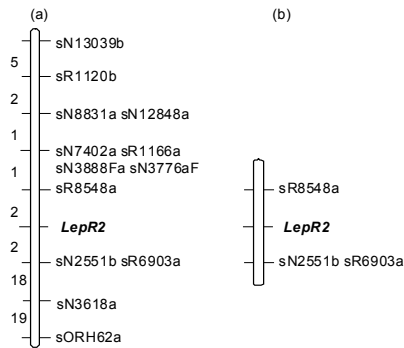 (a)
sN13039b
5
sR1120b
2
sN8831a sN12848a
1
sN7402a sR1166a
sN3888Fa sN3776aF
1
sR8548a
2
LepR2
2
sN2551b sR6903a
18
sN3618a
19
sORH62a
(b)
sR8548a
LepR2
sN2551b sR6903a